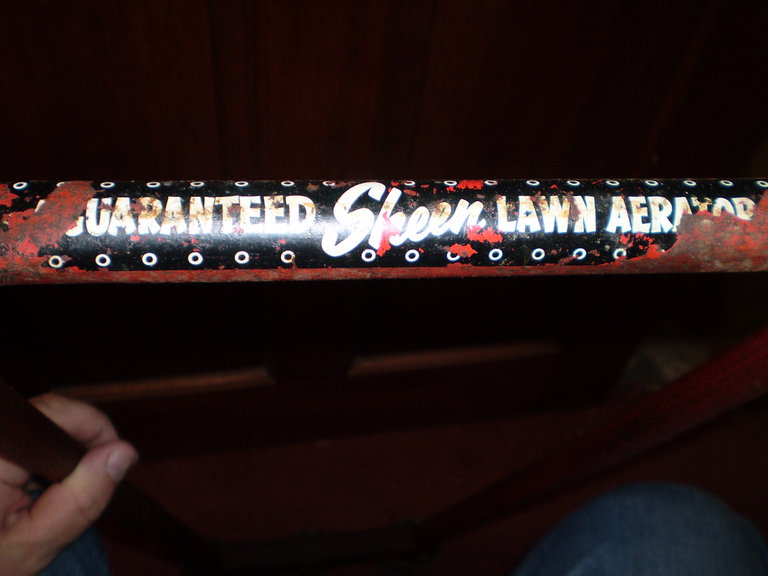 GUARANTEED Sheen LAWN AERATOR